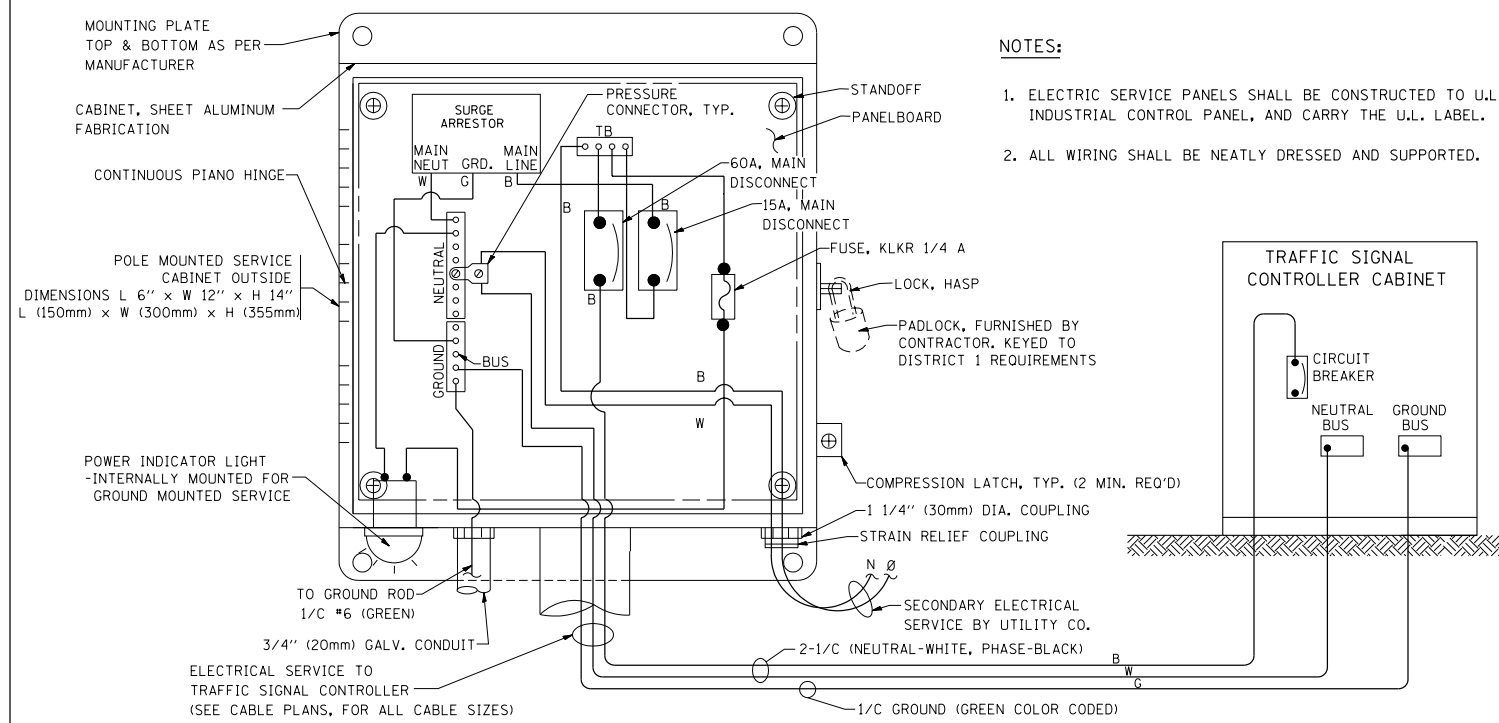 MOUNTING PLATE
TOP & BOTTOM AS PER
MANUFACTURER
CABINET, SHEET ALUMINUM
FABRICATION
CONTINUOUS PIANO HINGE
POLE MOUNTED SERVICE
CABINET OUTSIDE
DIMENSIONS L 6'' x W 12'' x H 14''
L (150mm) x W (300mm) x H (355mm)
POWER INDICATOR LIGHT
-INTERNALLY MOUNTED FOR
GROUND MOUNTED SERVICE
SURGE
ARRESTOR
MAIN
NEUT
GRD.
MAIN
LINE
W
G
B
PRESSURE
CONNECTOR, TYP.
TB
STANDOFF
PANELBOARD
60A, MAIN
DISCONNECT
15A, MAIN
DISCONNECT
B
B
B
FUSE, KLKR 1/4 A
NEUTRAL
GROUND
BUS
LOCK, HASP
PADLOCK, FURNISHED BY
CONTRACTOR. KEYED TO
DISTRICT 1 REQUIREMENTS
B
W
COMPRESSION LATCH, TYP. (2 MIN. REQ'D)
1 1/4'' (30mm) DIA. COUPLING
STRAIN RELIEF COUPLING
N Ø
SECONDARY ELECTRICAL
SERVICE BY UTILITY CO.
TO GROUND ROD
1/C #6 (GREEN)
3/4'' (20mm) GALV. CONDUIT
ELECTRICAL SERVICE TO
TRAFFIC SIGNAL CONTROLLER
(SEE CABLE PLANS, FOR ALL CABLE SIZES)
2-1/C (NEUTRAL-WHITE, PHASE-BLACK)
B
W
G
1/C GROUND (GREEN COLOR CODED)
NOTES:
1. ELECTRIC SERVICE PANELS SHALL BE CONSTRUCTED TO U.L
INDUSTRIAL CONTROL PANEL, AND CARRY THE U.L. LABEL.
2. ALL WIRING SHALL BE NEATLY DRESSED AND SUPPORTED.
TRAFFIC SIGNAL
CONTROLLER CABINET
CIRCUIT
BREAKER
NEUTRAL
BUS
GROUND
BUS